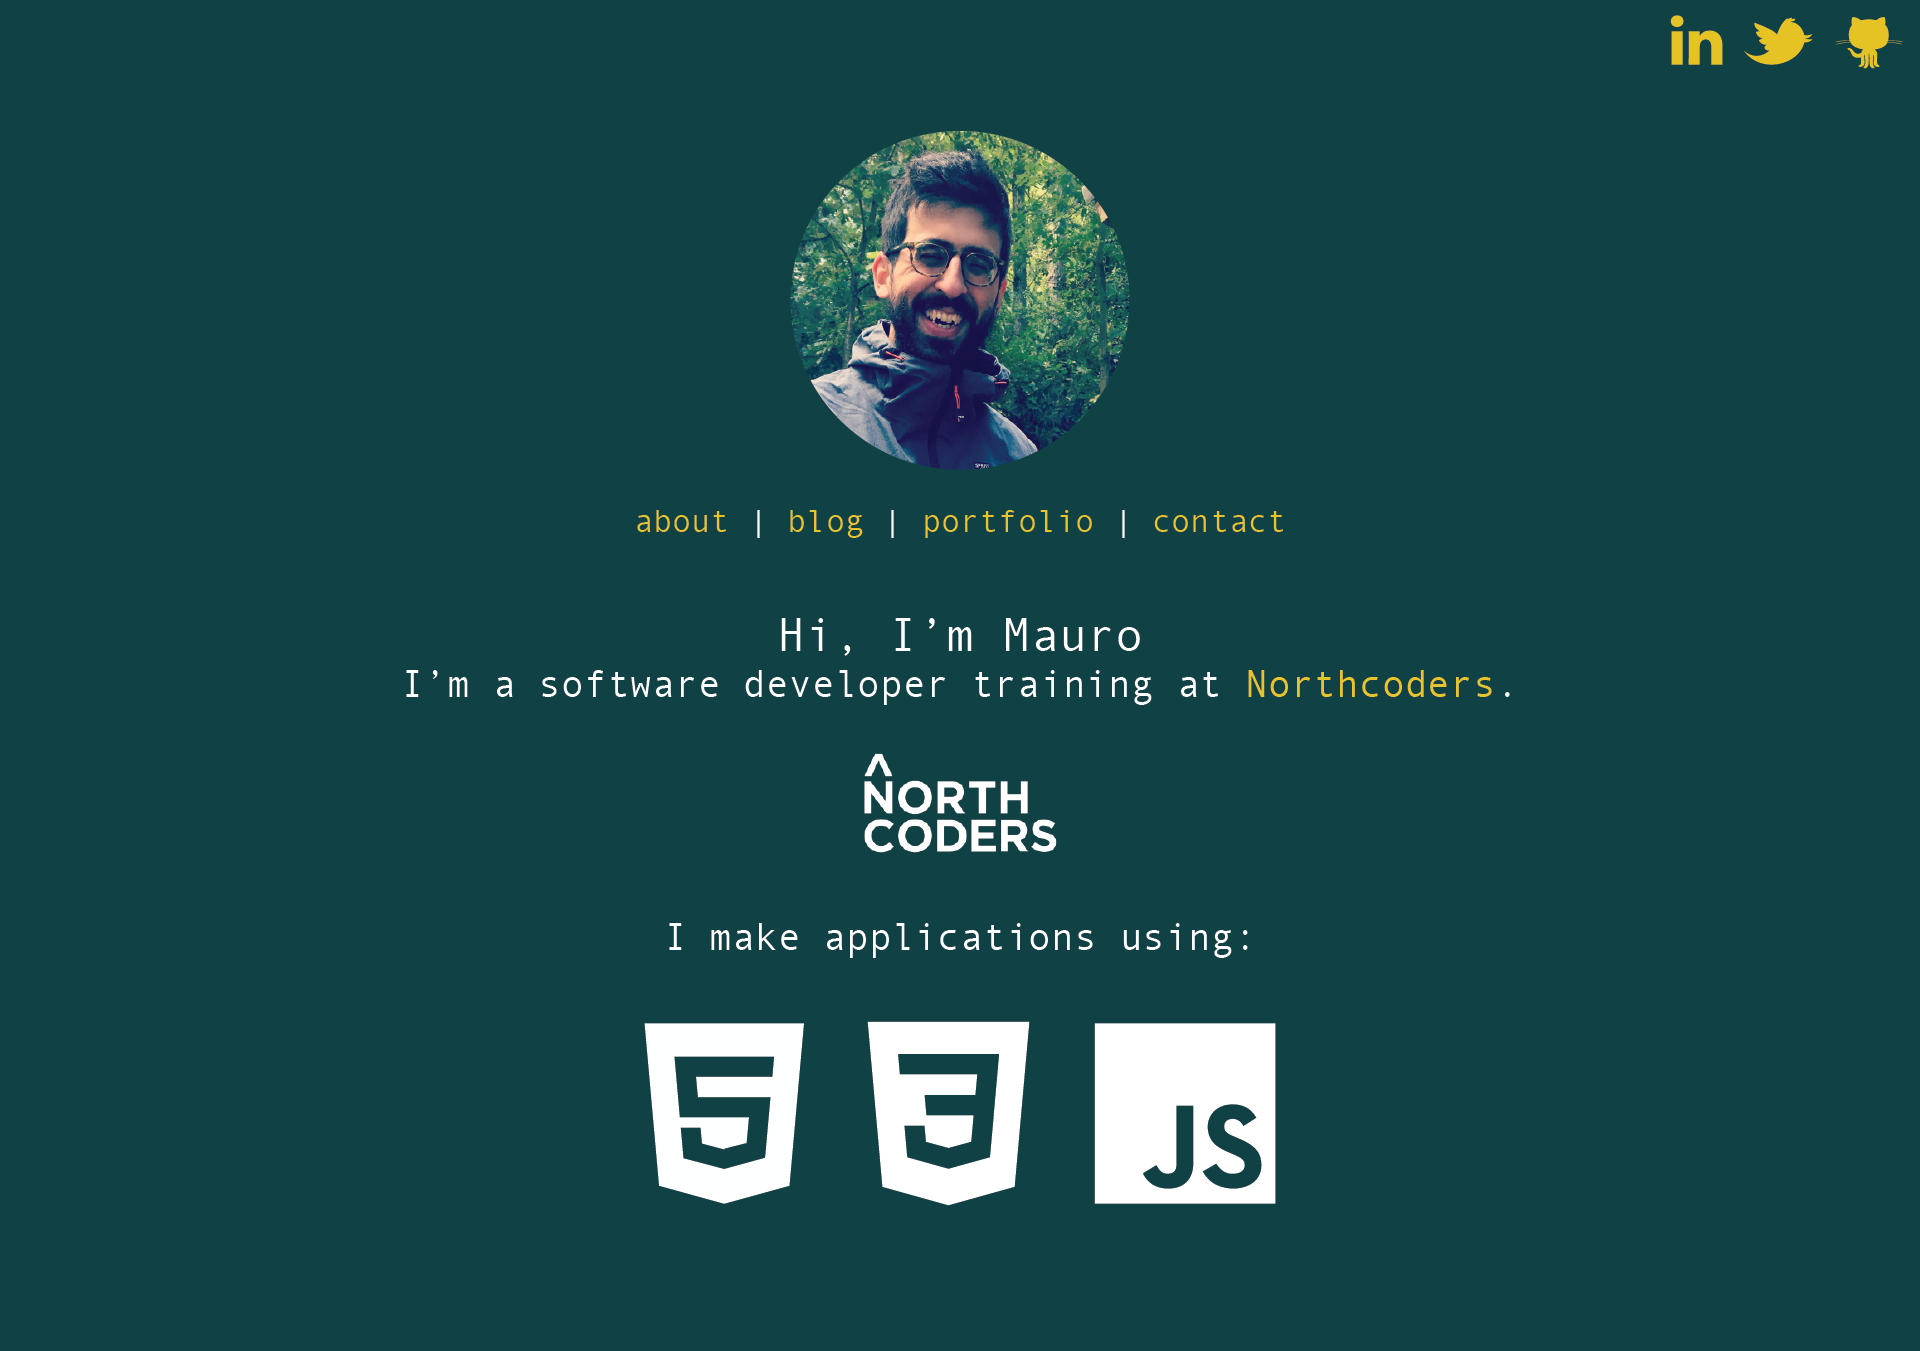 in
about | blog | portfolio | contact
Hi, I’m Mauro
I’m a software developer training at Northcoders.
NORTH
CODERS
I make applications using:
5 3 JS